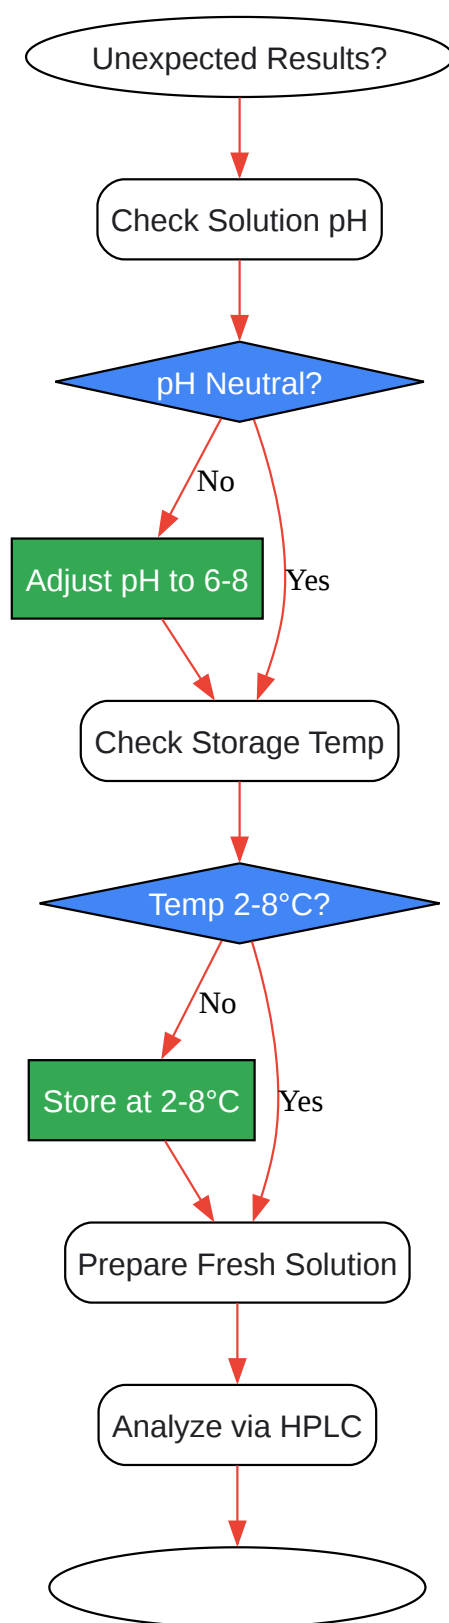 Unexpected Results?
Check Solution pH
pH Neutral?
No
Adjust pH to 6-8
Yes
Check Storage Temp
Temp 2-8°C?
No
Store at 2-8°C
Yes
Prepare Fresh Solution
Analyze via HPLC